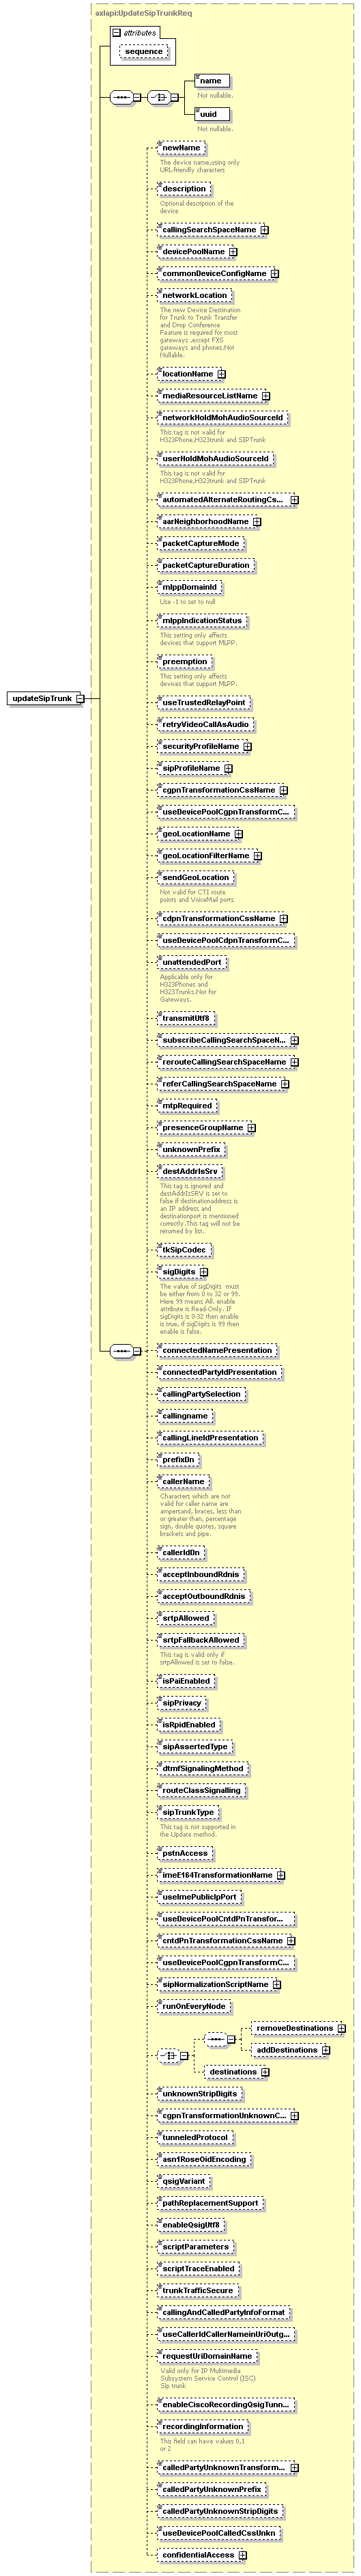 axlapi:UpdateSipTrunkReq
attributes
sequence
name
Not nullable.
uuid
Not nullable.
newName
The device name,using only
URL-friendly characters
description
Optional description of the
device
callingSearchSpaceName
devicePoolName
commonDeviceConfigName
networkLocation
The new Device Destination
for Trunk to Trunk Transfer
and Drop Conference
Feature is required for most
gateways ,except FXS
gateways and phones.Not
Nullable.
locationName
mediaResourceListName
networkHoldMohAudioSourceId
This tag is not valid for
H323Phone,H323trunk and SIPTrunk
userHoldMohAudioSourceId
This tag is not valid for
H323Phone,H323trunk and SIPTrunk
automatedAlternateRoutingCs...
aarNeighborhoodName
packetCaptureMode
packetCaptureDuration
mlppDomainId
Use -1 to set to null
mlppIndicationStatus
This setting only affects
devices that support MLPP.
preemption
This setting only affects
devices that support MLPP.
updateSipTrunk
useTrustedRelayPoint
retryVideoCallAsAudio
securityProfileName
sipProfileName
cgpnTransformationCssName
useDevicePoolCgpnTransformC...
geoLocationName
geoLocationFilterName
sendGeoLocation
Not valid for CTI route
points and VoiceMail ports
cdpnTransformationCssName
useDevicePoolCdpnTransformC...
unattendedPort
Applicable only for
H323Phones and
H323Trunks.Not for
Gateways.
transmitUtf8
subscribeCallingSearchSpaceN...
rerouteCallingSearchSpaceName
referCallingSearchSpaceName
mtpRequired
presenceGroupName
unknownPrefix
destAddrIsSrv
This tag is ignored and
destAddrIsSRV is set to
false if destinationaddress is
an IP address and
destinationport is mentioned
correctly.This tag will not be
returned by list.
tkSipCodec
sigDigits
The value of sigDigits must
be either from 0 to 32 or 99.
Here 99 means All. enable
attribute is Read-Only. If
sigDigits is 0-32 then enable
is true, if sigDigits is 99 then
enable is false.
connectedNamePresentation
connectedPartyIdPresentation
callingPartySelection
callingname
callingLineIdPresentation
prefixDn
callerName
Characters which are not
valid for caller name are
ampersand, braces, less than
or greater than, percentage
sign, double quotes, square
brackets and pipe.
callerIdDn
acceptInboundRdnis
acceptOutboundRdnis
srtpAllowed
srtpFallbackAllowed
This tag is valid only if
srtpAllowed is set to false.
isPaiEnabled
sipPrivacy
isRpidEnabled
sipAssertedType
dtmfSignalingMethod
routeClassSignalling
sipTrunkType
This tag is not supported in
the Update method.
pstnAccess
imeE164TransformationName
useImePublicIpPort
useDevicePoolCntdPnTransfor...
cntdPnTransformationCssName
useDevicePoolCgpnTransformC...
sipNormalizationScriptName
runOnEveryNode
removeDestinations
addDestinations
destinations
unknownStripDigits
cgpnTransformationUnknownC...
tunneledProtocol
asn1RoseOidEncoding
qsigVariant
pathReplacementSupport
enableQsigUtf8
scriptParameters
scriptTraceEnabled
trunkTrafficSecure
callingAndCalledPartyInfoFormat
useCallerIdCallerNameinUriOutg...
requestUriDomainName
Valid only for IP Multimedia
Subsystem Service Control (ISC)
Sip trunk
enableCiscoRecordingQsigTunn...
recordingInformation
This field can have values 0,1
or 2
calledPartyUnknownTransform...
calledPartyUnknownPrefix
calledPartyUnknownStripDigits
useDevicePoolCalledCssUnkn
confidentialAccess